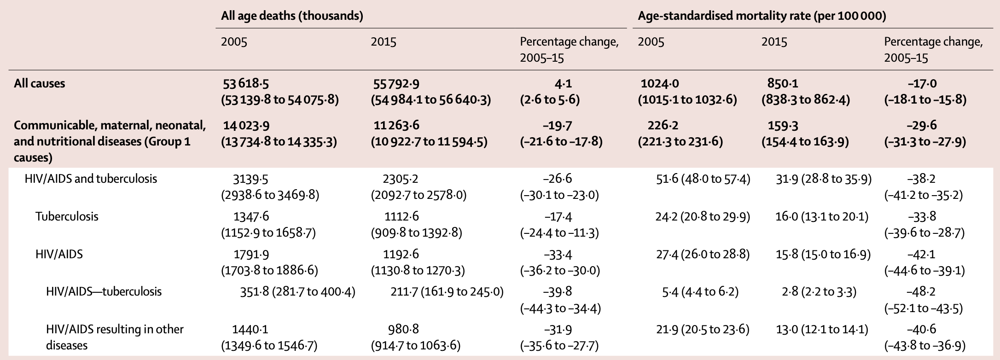 All age deaths (thousands) Age-standardised mortality rate (per 100 000)
2005 2015 Percentage change, 2005–15 2005 2015 Percentage change, 2005–15
All causes 53 618·5 55 792·9 4·1 1024·0 850·1 –17·0
(53 139·8 to 54 075·8) (54 984·1 to 56 640·3) (2·6 to 5·6) (1015·1 to 1032·6) (838·3 to 862·4) (–18·1 to –15·8)
Communicable, maternal, neonatal, 14 023·9 11 263·6 –19·7 226·2 159·3 –29·6
and nutritional diseases (Group 1 (13 734·8 to 14 335·3) (10 922·7 to 11 594·5) (–21·6 to –17·8) (221·3 to 231·6) (154·4 to 163·9) (–31·3 to –27·9)
causes)
HIV/AIDS and tuberculosis 3139·5 2305·2 –26·6 51·6 (48·0 to 57·4) 31·9 (28·8 to 35·9) –38·2
(2938·6 to 3469·8) (2092·7 to 2578·0) (–30·1 to –23·0) (–41·2 to –35·2)
Tuberculosis 1347·6 1112·6 –17·4 24·2 (20·8 to 29·9) 16·0 (13·1 to 20·1) –33·8
(1152·9 to 1658·7) (909·8 to 1392·8) (–24·4 to –11·3) (–39·6 to –28·7)
HIV/AIDS 1791·9 1192·6 –33·4 27·4 (26·0 to 28·8) 15·8 (15·0 to 16·9) –42·1
(1703·8 to 1886·6) (1130·8 to 1270·3) (–36·2 to –30·0) (–44·6 to –39·1)
HIV/AIDS—tuberculosis 351·8 (281·7 to 400·4) 211·7 (161·9 to 245·0) –39·8 5·4 (4·4 to 6·2) 2·8 (2·2 to 3·3) –48·2
(–44·3 to –34·4) (–52·1 to –43·5)
HIV/AIDS resulting in other 1440·1 980·8 –31·9 21·9 (20·5 to 23·6) 13·0 (12·1 to 14·1) –40·6
diseases (1349·6 to 1546·7) (914·7 to 1063·6) (–35·6 to –27·7) (–43·8 to –36·9)